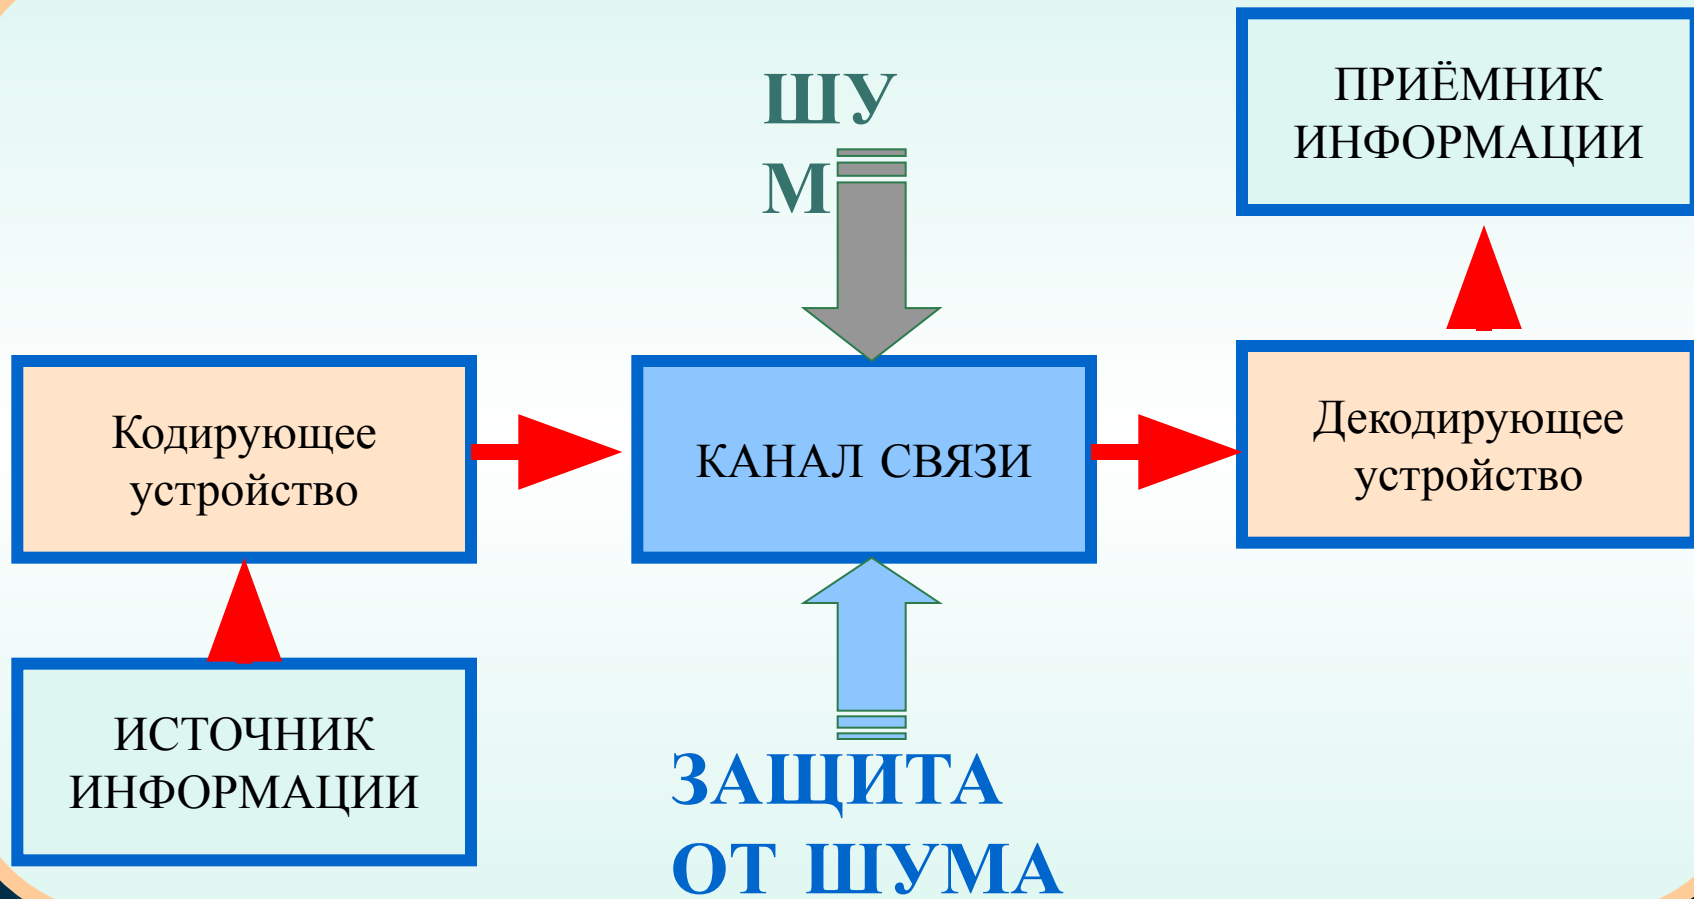 ШУ
М
ПРИЁМНИК
ИНФОРМАЦИИ
Кодирующее
устройство
КАНАЛ СВЯЗИ
Декодирующее
устройство
ИСТОЧНИК
ИНФОРМАЦИИ
ЗАЩИТА
ОТ ШУМА